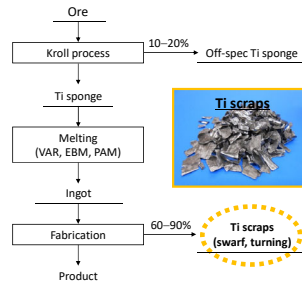 Ore
10–20%
Kroll process
Off-spec Ti sponge
Ti sponge
Ti scraps
Melting
(VAR, EBM, PAM)
Ingot
60–90%
Fabrication
Ti scraps
(swarf, turning)
Product